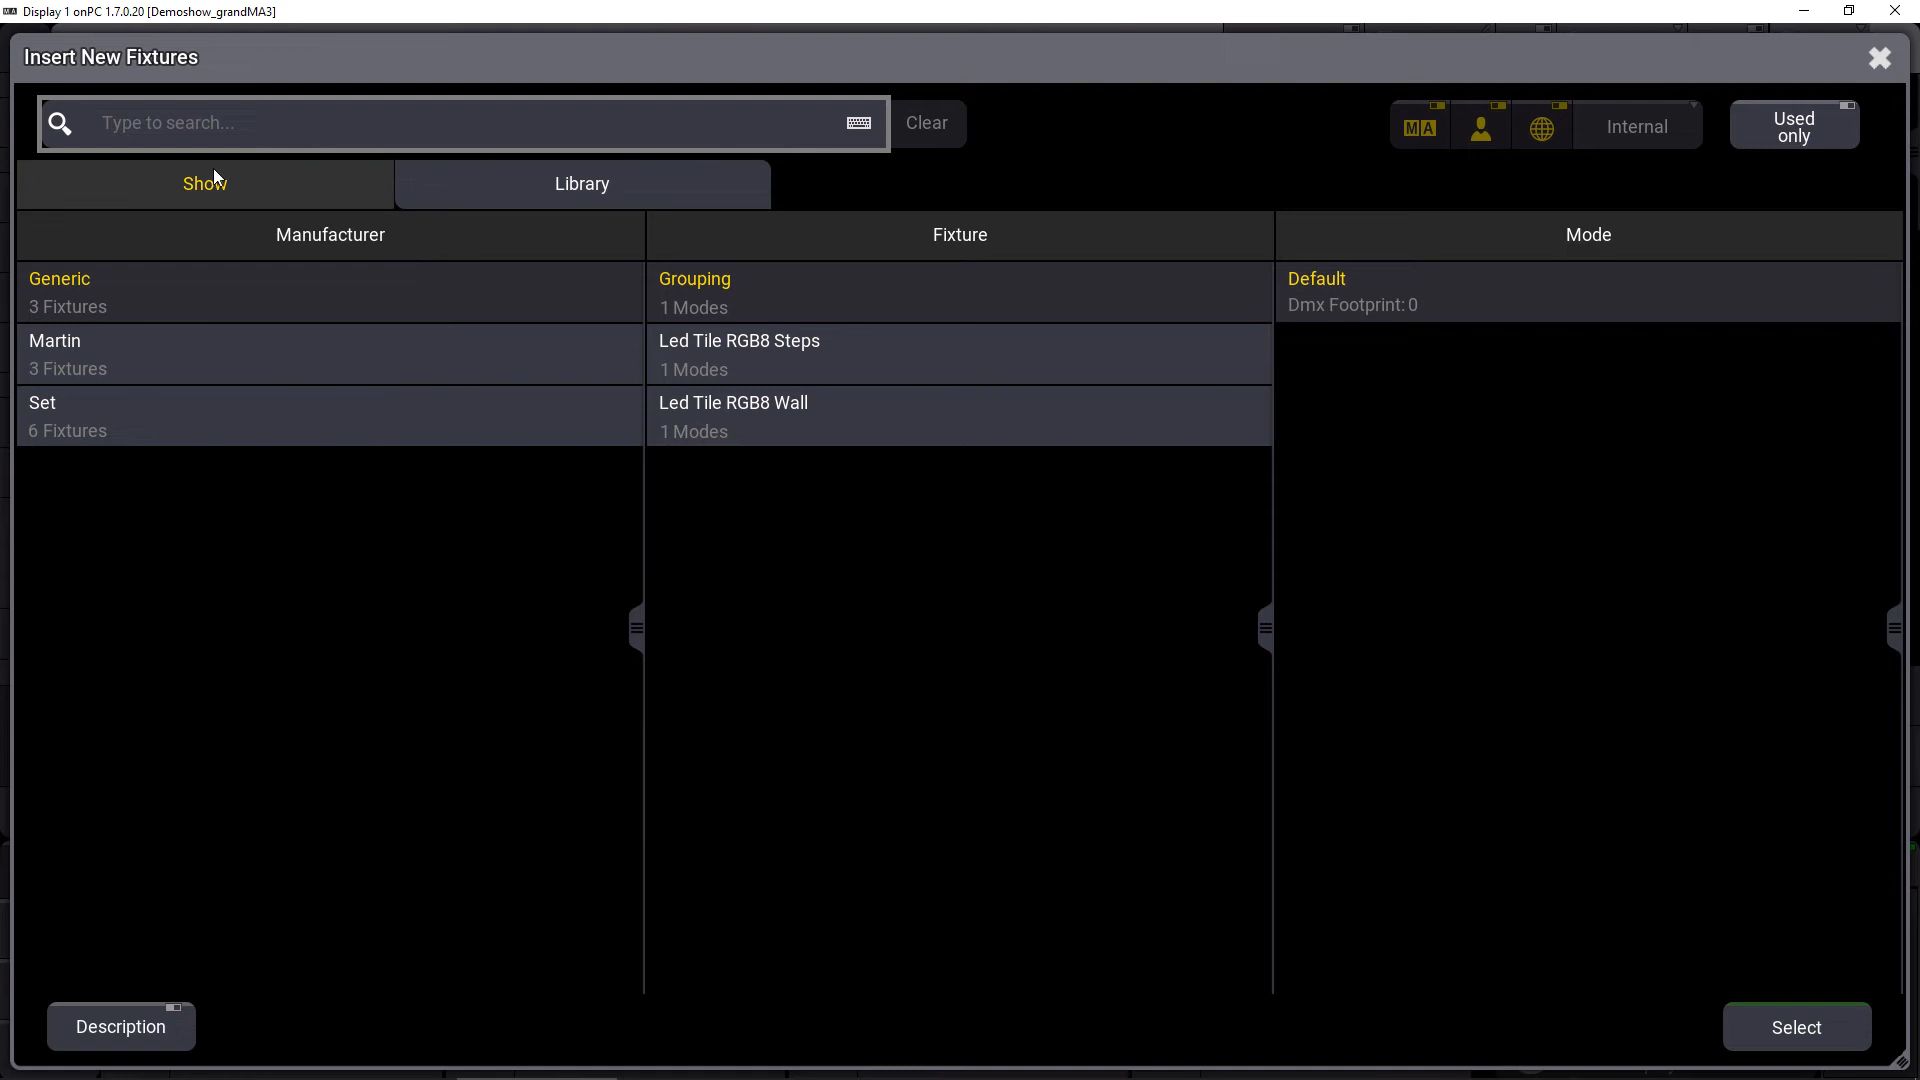 Display 1 onPC 1.7.0.20 [Demoshow_grandMA3]
Insert New Fixtures
Type to search...
Clear
MA
Internal
Used
only
Show
Library
Manufacturer
Fixture
Mode
Generic
3 Fixtures
Grouping
1 Modes
Default
Dmx Footprint: 0
Martin
3 Fixtures
Led Tile RGB8 Steps
1 Modes
Set
6 Fixtures
Led Tile RGB8 Wall
1 Modes
Description
Select